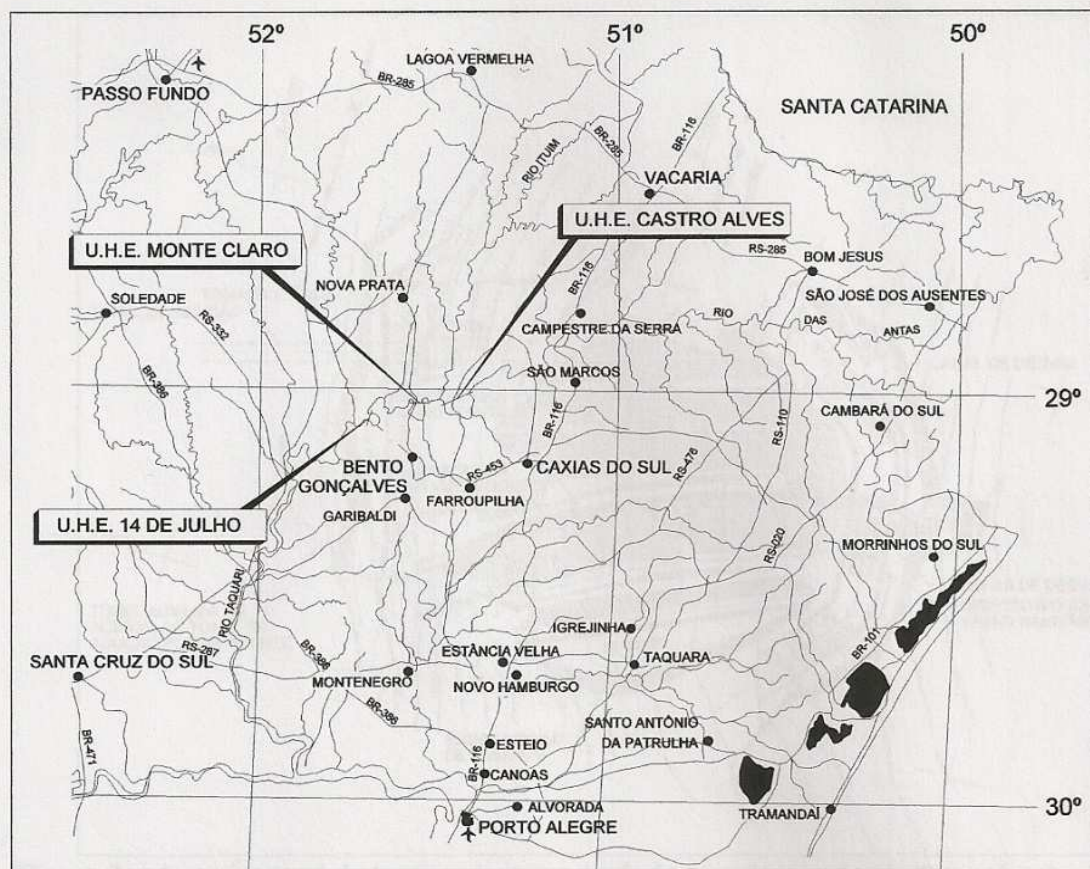 52º
51º
50º
LAGOA VERMELHA
PASSO FUNDO
BR-285
SANTA CATARINA
BR-116
BR-285
RIO ITUIM
VACARIA
U.H.E. CASTRO ALVES
U.H.E. MONTE CLARO
RS-285
BOM JESUS
BR-116
NOVA PRATA
SOLEDADE
SÃO JOSÉ DOS AUSENTES
RS-332
CAMPESTRE DA SERRA
RIO
DAS
ANTAS
SÃO MARCOS
BR-386
29º
BR-116
RS-110
CAMBARÁ DO SUL
BENTO
GONÇALVES
RS-453
CAXIAS DO SUL
RS-476
FARROUPILHA
GARIBALDI
U.H.E. 14 DE JULHO
RS-020
MORRINHOS DO SUL
RIO TAQUARI
IGREJINHA
BR-101
SANTA CRUZ DO SUL
RS-287
BR-386
ESTÂNCIA VELHA
TAQUARA
MONTENEGRO
NOVO HAMBURGO
BR-386
SANTO ANTÔNIO
DA PATRULHA
BR-471
BR-116
ESTEIO
CANOAS
ALVORADA
TRAMANDAÍ
30º
PORTO ALEGRE